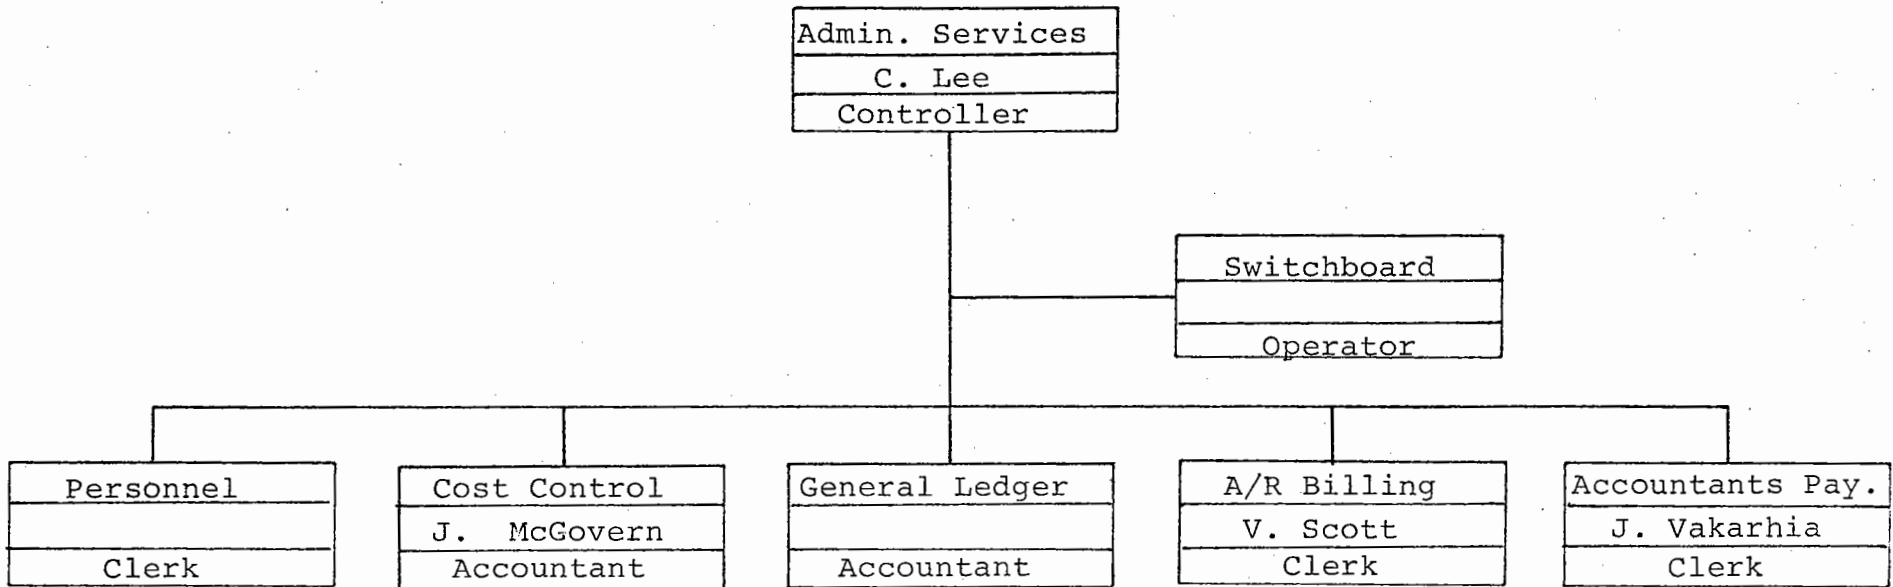 Admin. Services
C. Lee
Controller
Switchboard
Operator
Personnel
Clerk
Cost Control
J. McGovern
Accountant
General Ledger
Accountant
A/R Billing
V. Scott
Clerk
Accountants Pay.
J. Vakarhia
Clerk